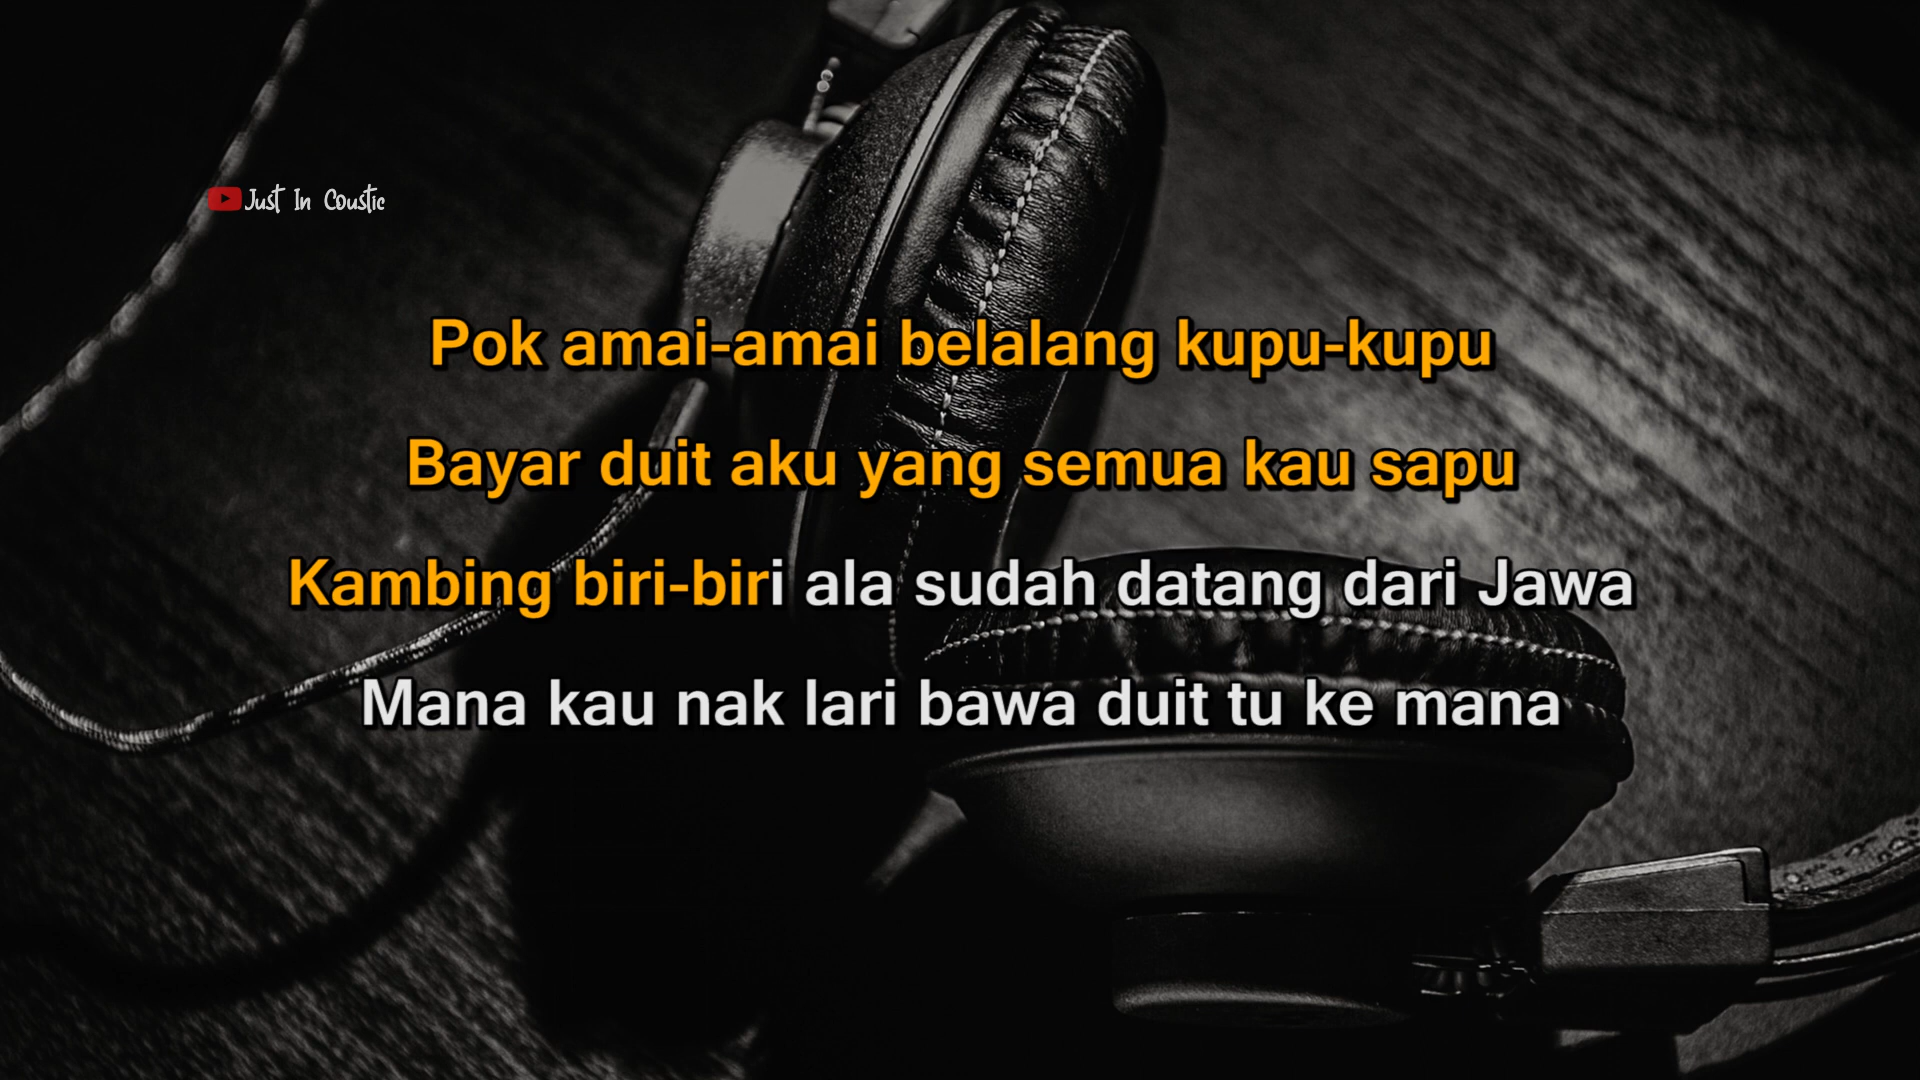 Just In Coustic
Pok amai-amai belalang kupu-kupu
Bayar duit aku yang semua kau sapu
Kambing biri-biri ala sudah datang dari Jawa
Mana kau nak lari bawa duit tu ke mana